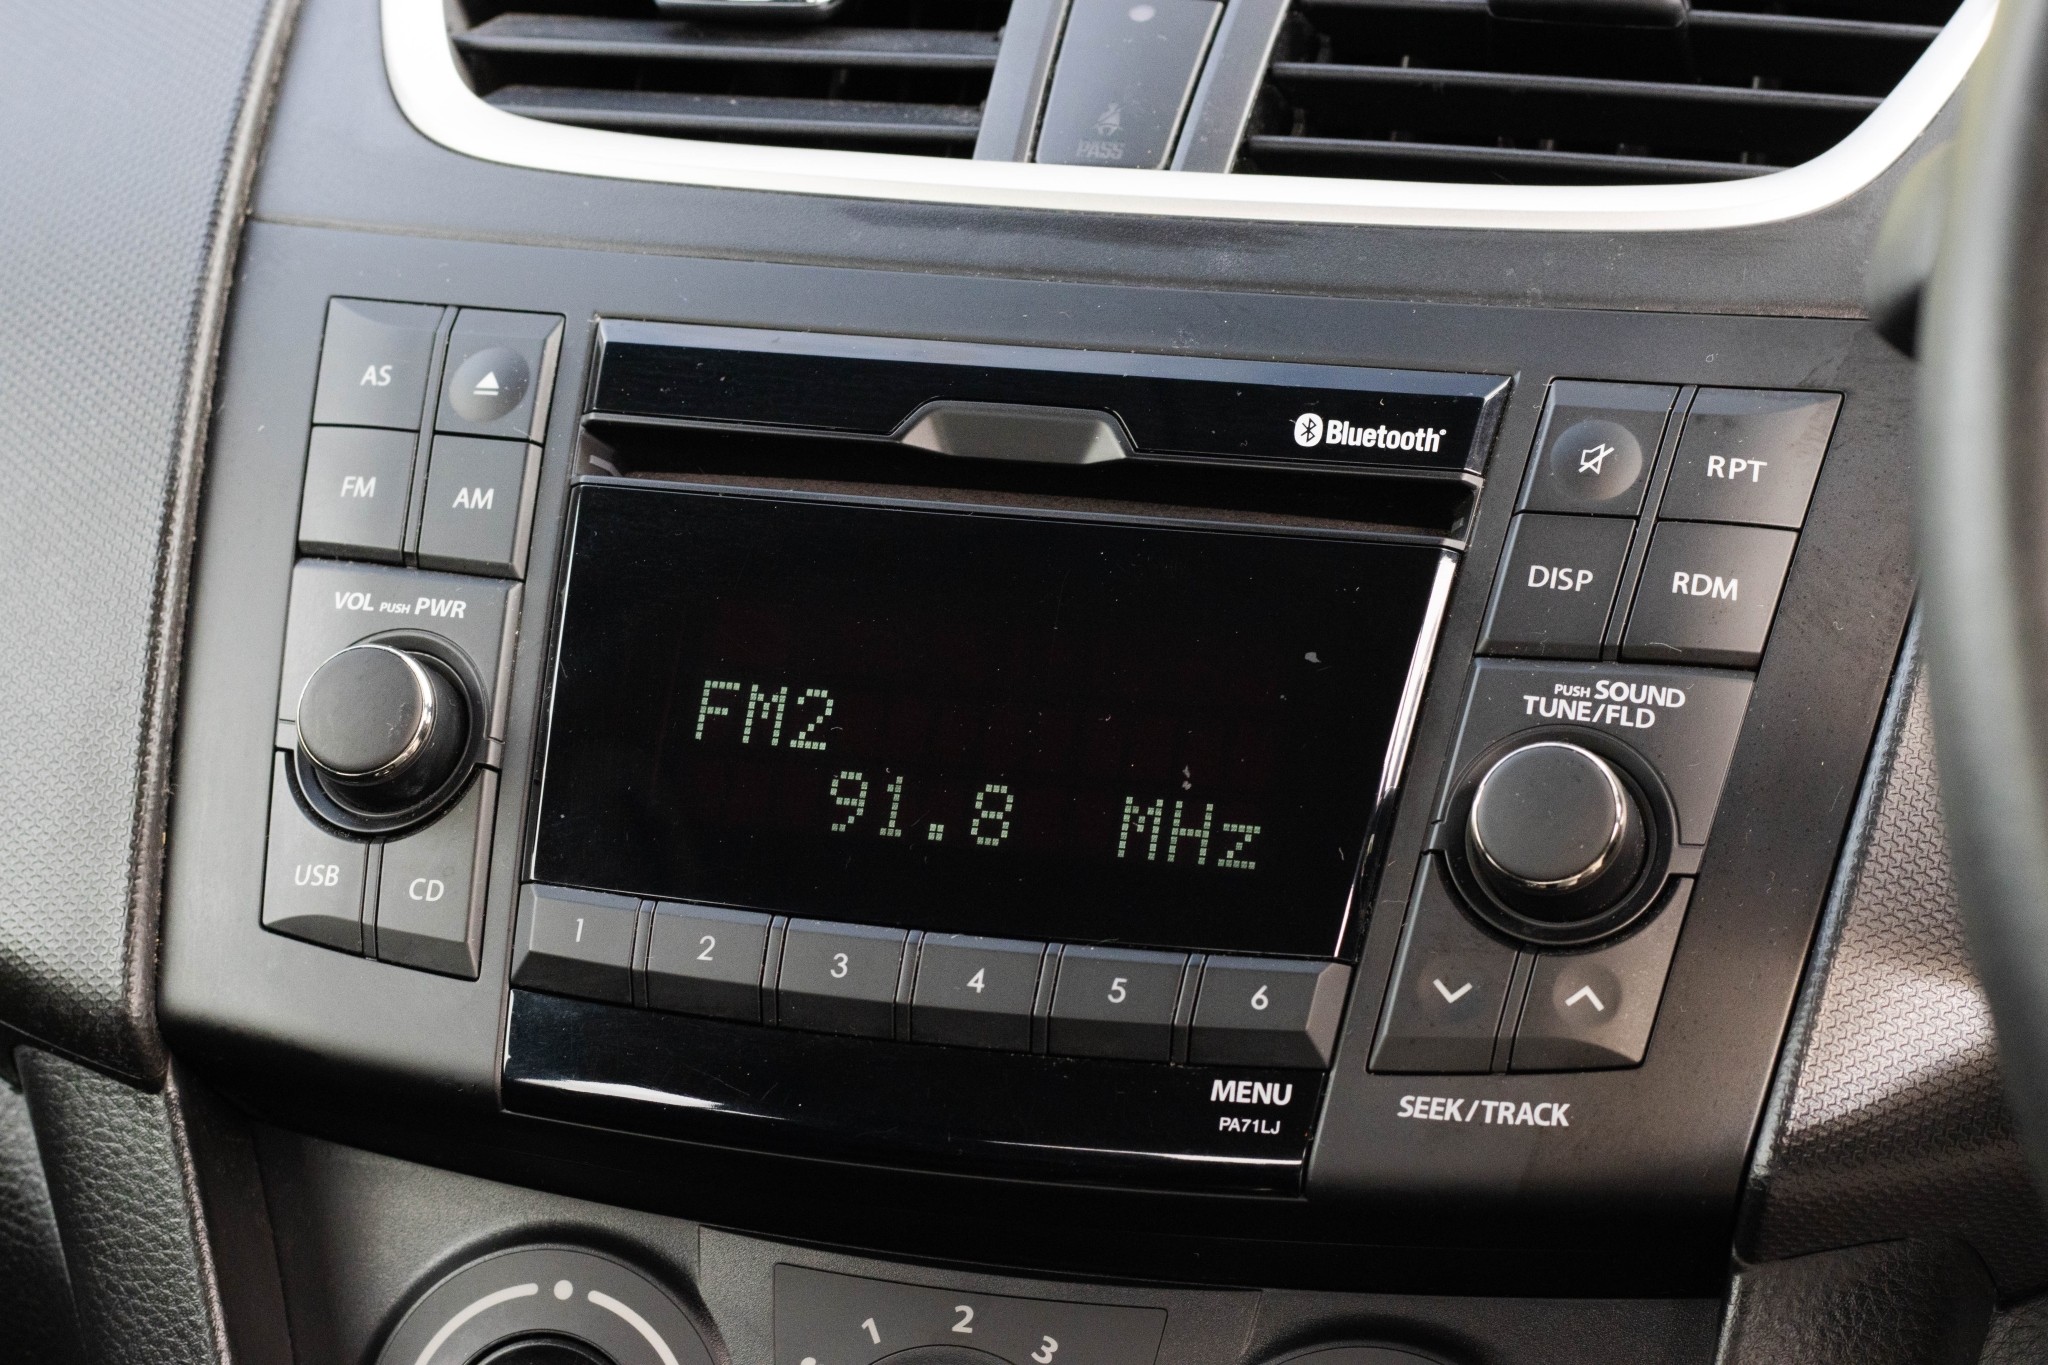 PASS
Bluetooth
AS
FM
AM
RPT
DISP
RDM
VOL PUSH PWR
PUSH SOUND
TUNE/FLD
FM2
91.8 MHz
USB
CD
1 2 3 4 5 6
MENU
PA71LJ
SEEK/TRACK
1 2 3